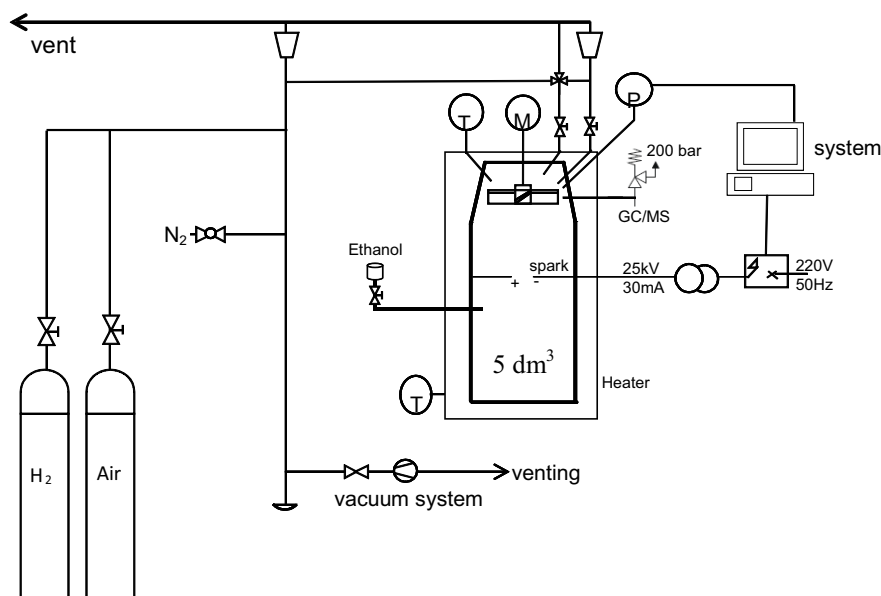 vent
T
M
P
200 bar
system
GC/MS
N₂
Ethanol
spark
+ -
25kV
30mA
220V
50Hz
5 dm³
Heater
T
H₂
Air
venting
vacuum system